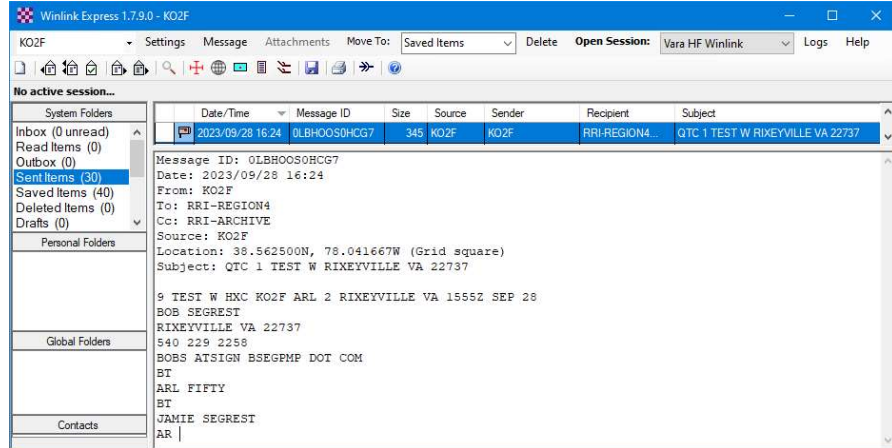 Winlink Express 1.7.9.0 - KO2F
KO2F Settings Message Attachments Move To: Saved Items Delete Open Session: Vara HF Winlink Logs Help
No active session...
System Folders
Inbox (0 unread)
Read Items (0)
Outbox (0)
Sent Items (30)
Saved Items (40)
Deleted Items (0)
Drafts (0)
Personal Folders
Global Folders
Contacts
Date/Time Message ID Size Source Sender Recipient Subject
2023/09/28 16:24 0LBHOOS0HCG7 345 KO2F KO2F RRI-REGION4... QTC 1 TEST W RIXEYVILLE VA 22737
Message ID: 0LBHOOS0HCG7
Date: 2023/09/28 16:24
From: KO2F
To: RRI-REGION4
Cc: RRI-ARCHIVE
Source: KO2F
Location: 38.562500N, 78.041667W (Grid square)
Subject: QTC 1 TEST W RIXEYVILLE VA 22737
9 TEST W HXC KO2F ARL 2 RIXEYVILLE VA 1555Z SEP 28
BOB SEGREST
RIXEYVILLE VA 22737
540 229 2258
BOBS ATSIGN BSEGPMP DOT COM
BT
ARL FIFTY
BT
JAMIE SEGREST
AR